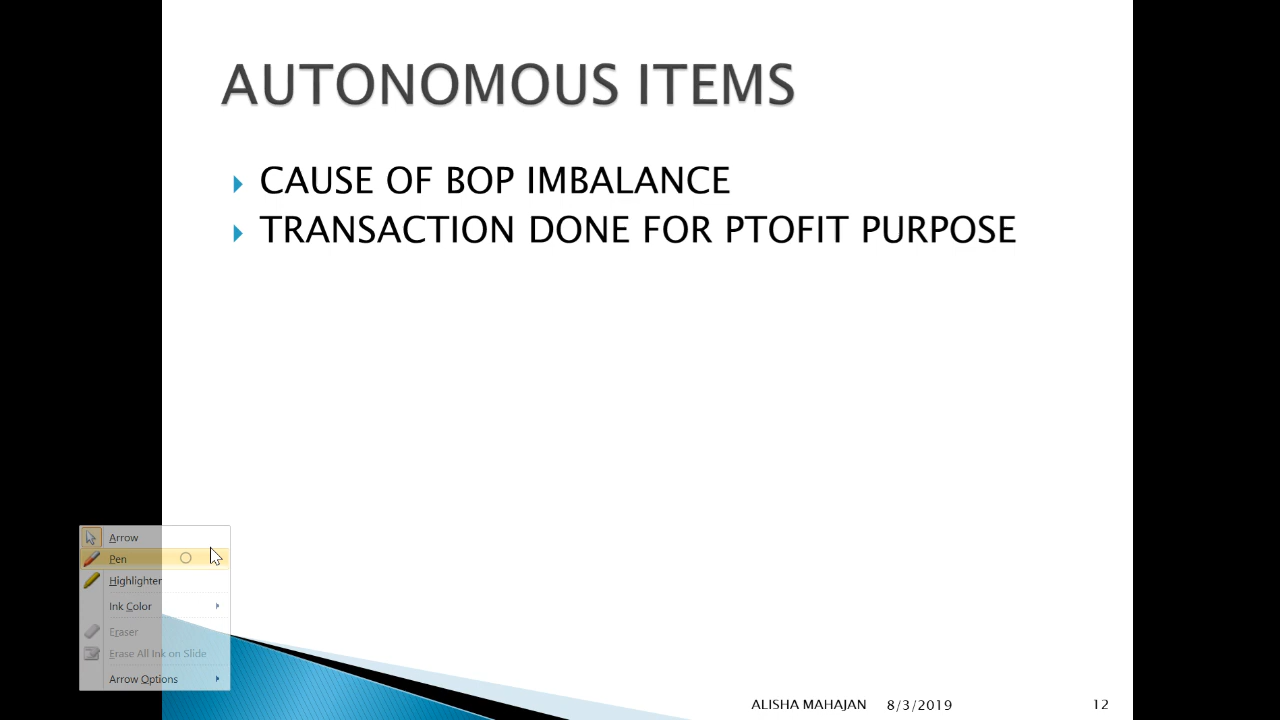 AUTONOMOUS ITEMS
CAUSE OF BOP IMBALANCE
TRANSACTION DONE FOR PTOFIT PURPOSE
Arrow
Pen
Highlighter
Ink Color
Eraser
Erase All Ink on Slide
Arrow Options
ALISHA MAHAJAN 8/3/2019 12